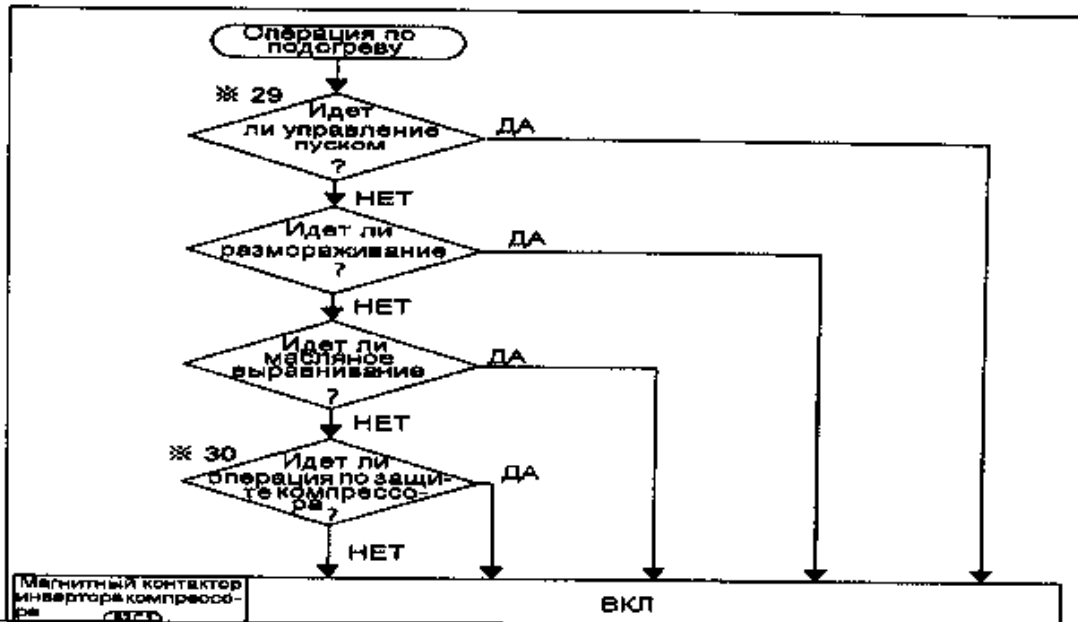 Операция по
подогреву
※ 29
Идет
ли управление
пуском
?
ДА
НЕТ
Идет ли
размораживание
?
ДА
НЕТ
Идет ли
масляное
выравнивание
?
ДА
НЕТ
※ 30
Идет ли
операция по защи-
те компрессо-
ра ?
ДА
НЕТ
Магнитный контактор
инвертора компрессо-
ра
ВКЛ